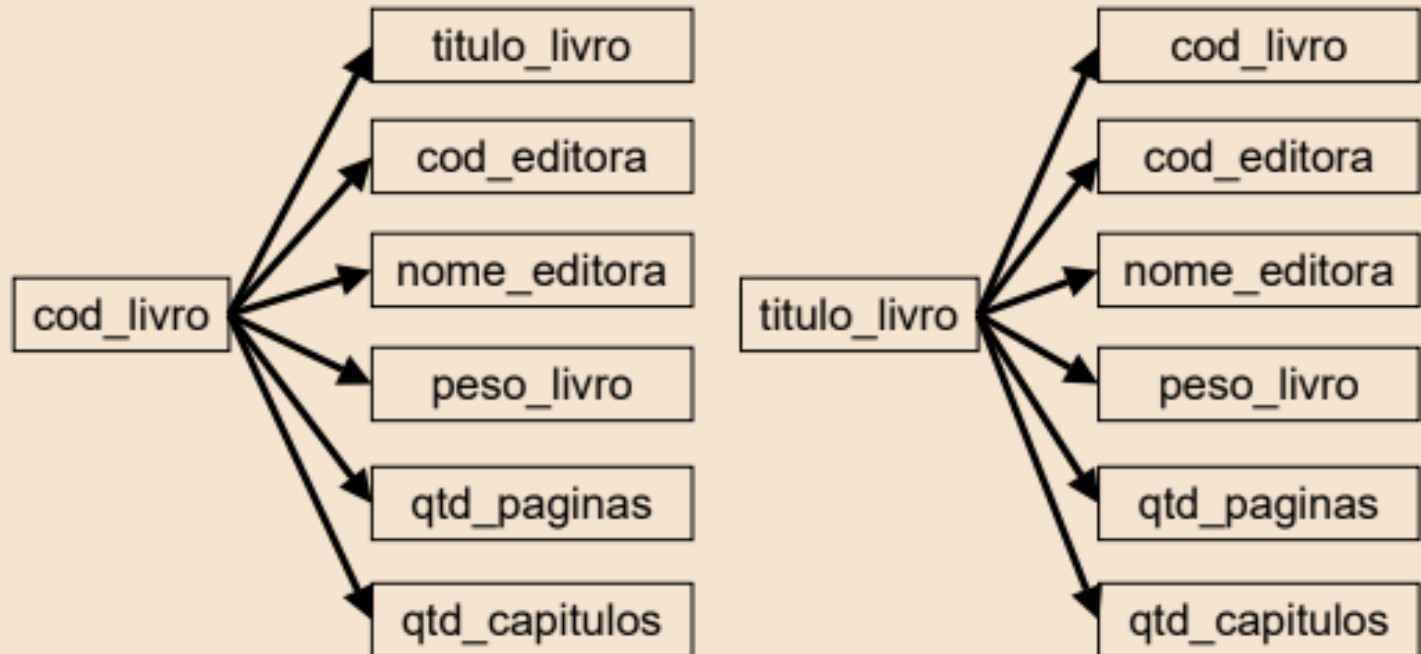 titulo_livro
cod_editora
nome_editora
cod_livro
peso_livro
qtd_paginas
qtd_capitulos
cod_livro
cod_editora
nome_editora
titulo_livro
peso_livro
qtd_paginas
qtd_capitulos